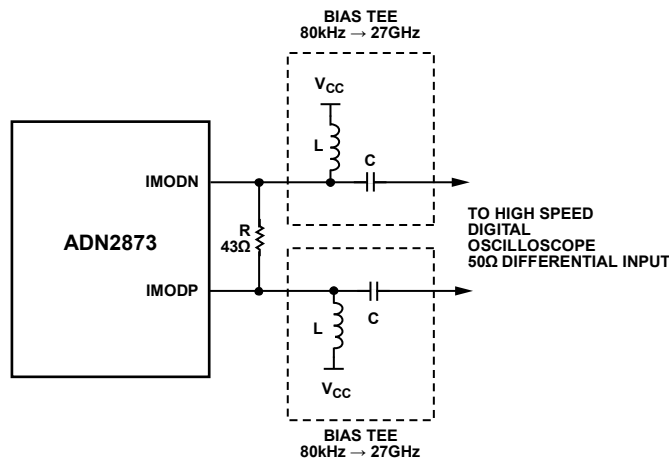 BIAS TEE
80kHz → 27GHz
VCC
L
C
IMODN
ADN2873
R
43Ω
TO HIGH SPEED
DIGITAL
OSCILLOSCOPE
50Ω DIFFERENTIAL INPUT
IMODP
C
L
VCC
BIAS TEE
80kHz → 27GHz